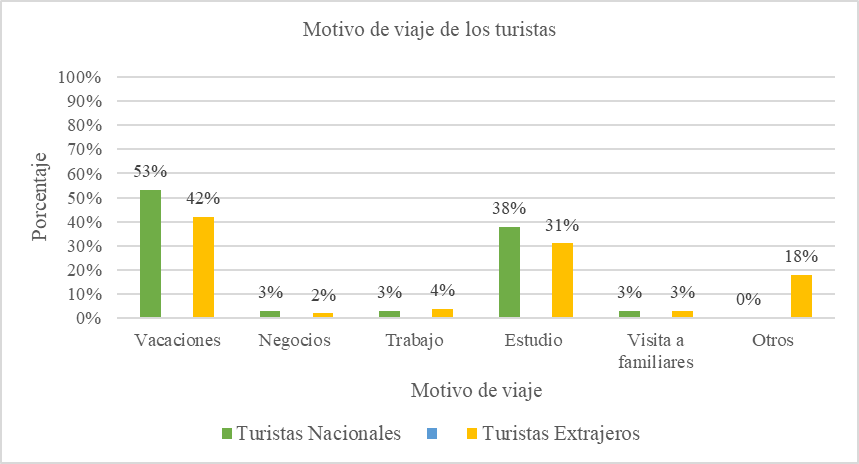 Motivo de viaje de los turistas
Porcentaje
100%
90%
80%
70%
60%
50%
40%
30%
20%
10%
0%
53%
42%
3%
2%
3%
4%
38%
31%
3%
3%
0%
18%
Vacaciones
Negocios
Trabajo
Estudio
Visita a
familiares
Otros
Motivo de viaje
Turistas Nacionales
Turistas Extrajeros